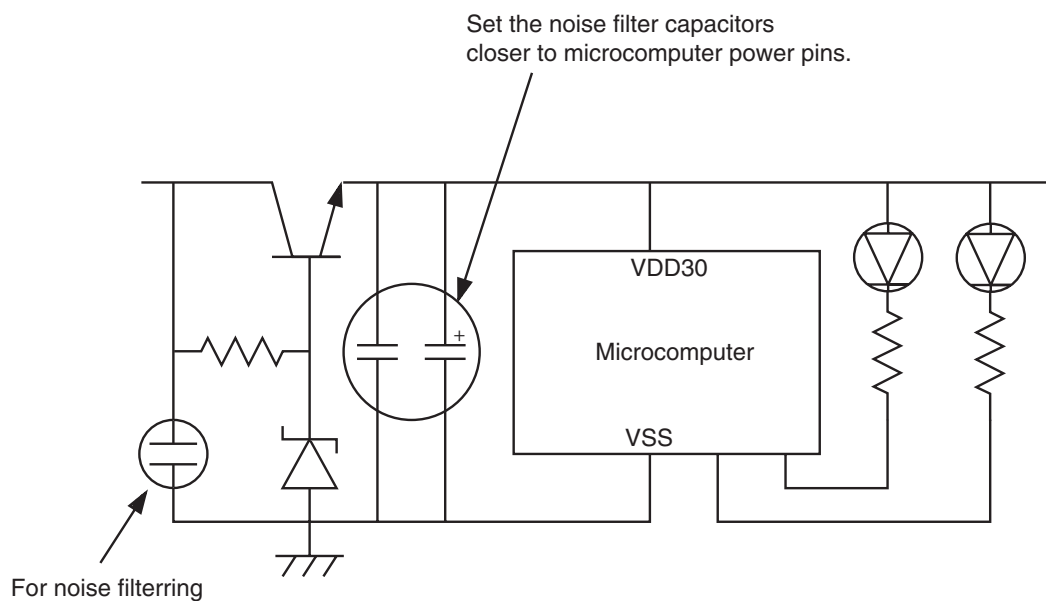 Set the noise filter capacitors
closer to microcomputer power pins.
VDD30
+
Microcomputer
VSS
For noise filterring